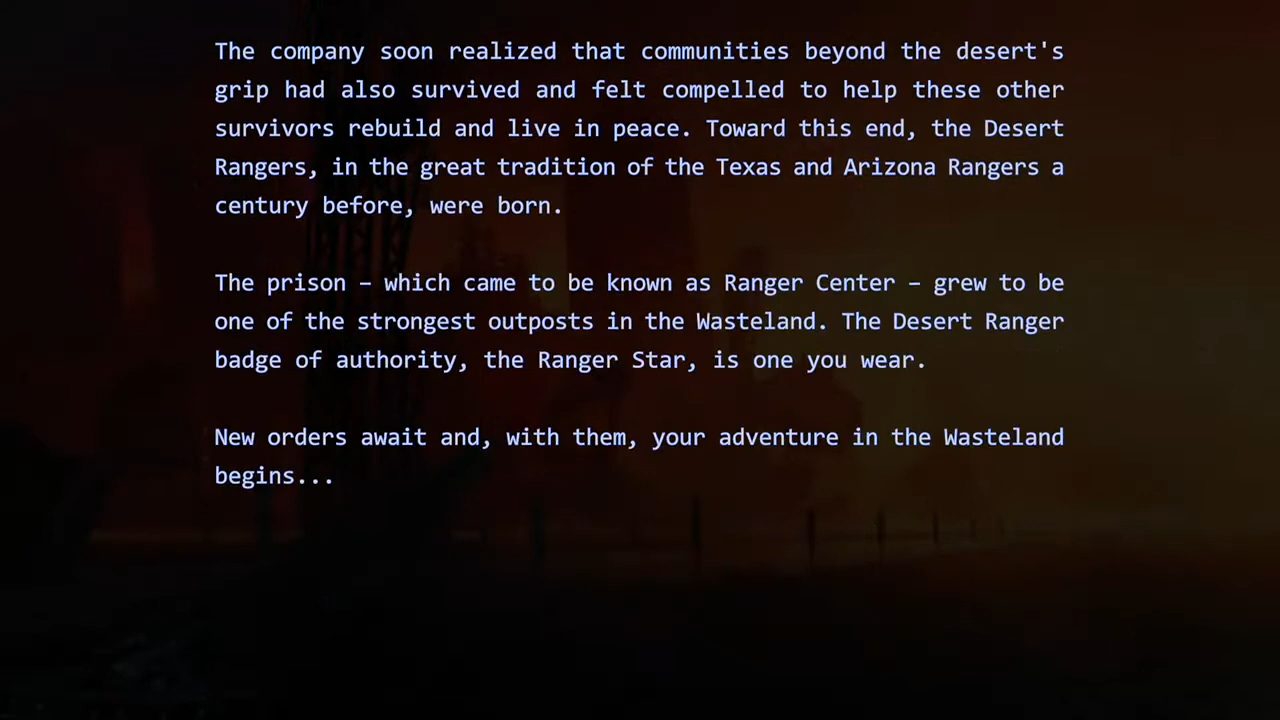 The company soon realized that communities beyond the desert's
grip had also survived and felt compelled to help these other
survivors rebuild and live in peace. Toward this end, the Desert
Rangers, in the great tradition of the Texas and Arizona Rangers a
century before, were born.
The prison – which came to be known as Ranger Center – grew to be
one of the strongest outposts in the Wasteland. The Desert Ranger
badge of authority, the Ranger Star, is one you wear.
New orders await and, with them, your adventure in the Wasteland
begins...